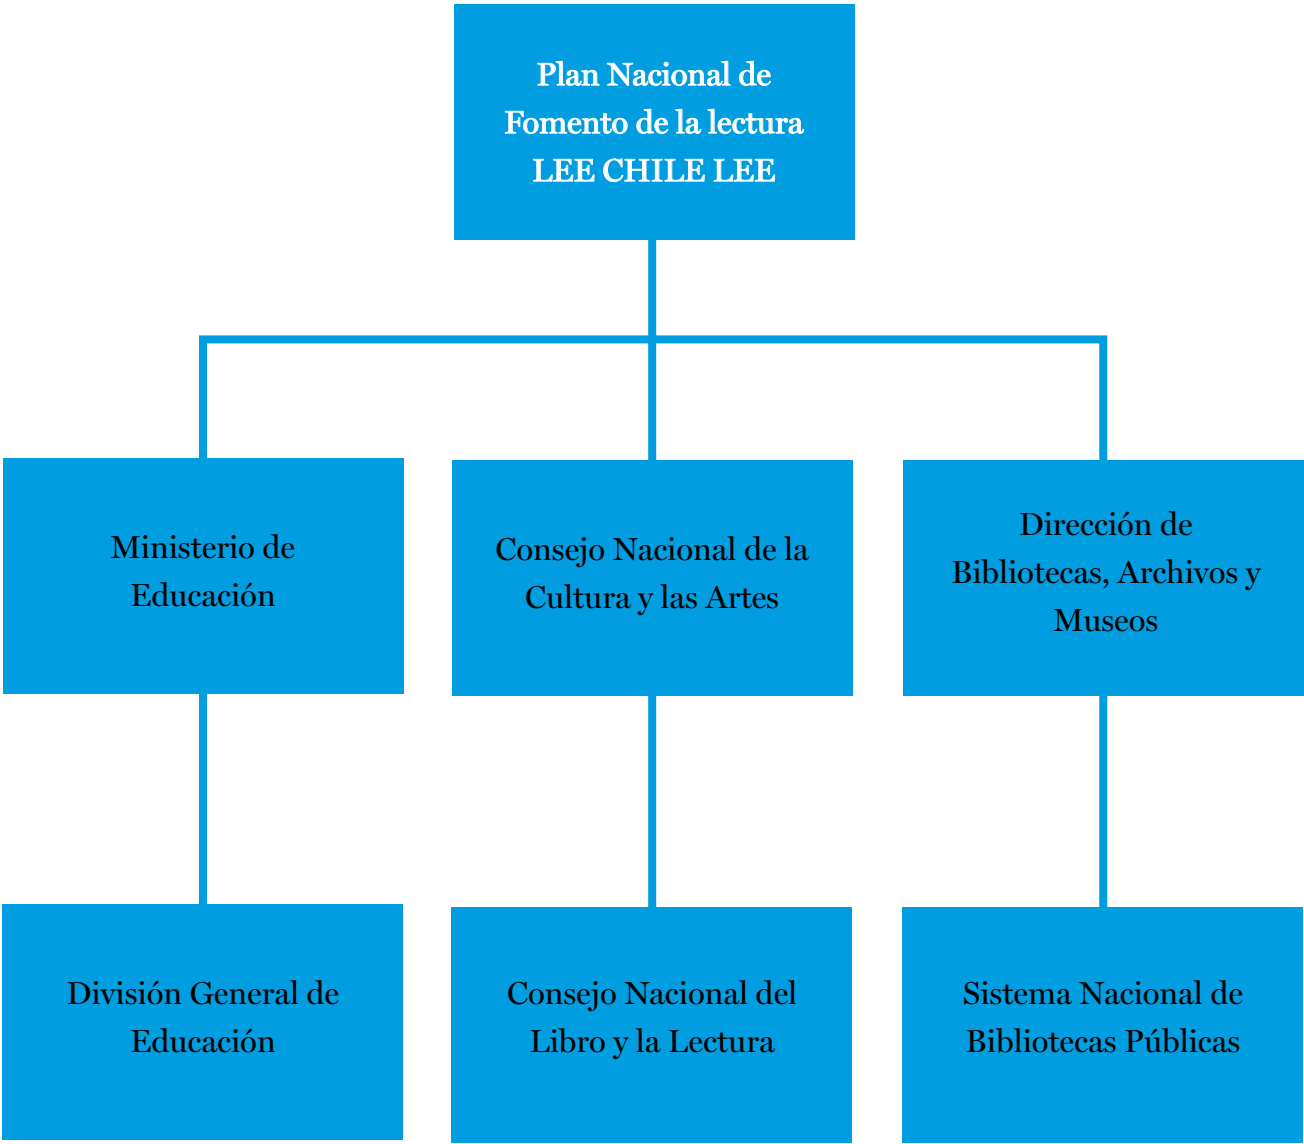 Plan Nacional de
Fomento de la lectura
LEE CHILE LEE
Ministerio de
Educación
Consejo Nacional de la
Cultura y las Artes
Dirección de
Bibliotecas, Archivos y
Museos
División General de
Educación
Consejo Nacional del
Libro y la Lectura
Sistema Nacional de
Bibliotecas Públicas